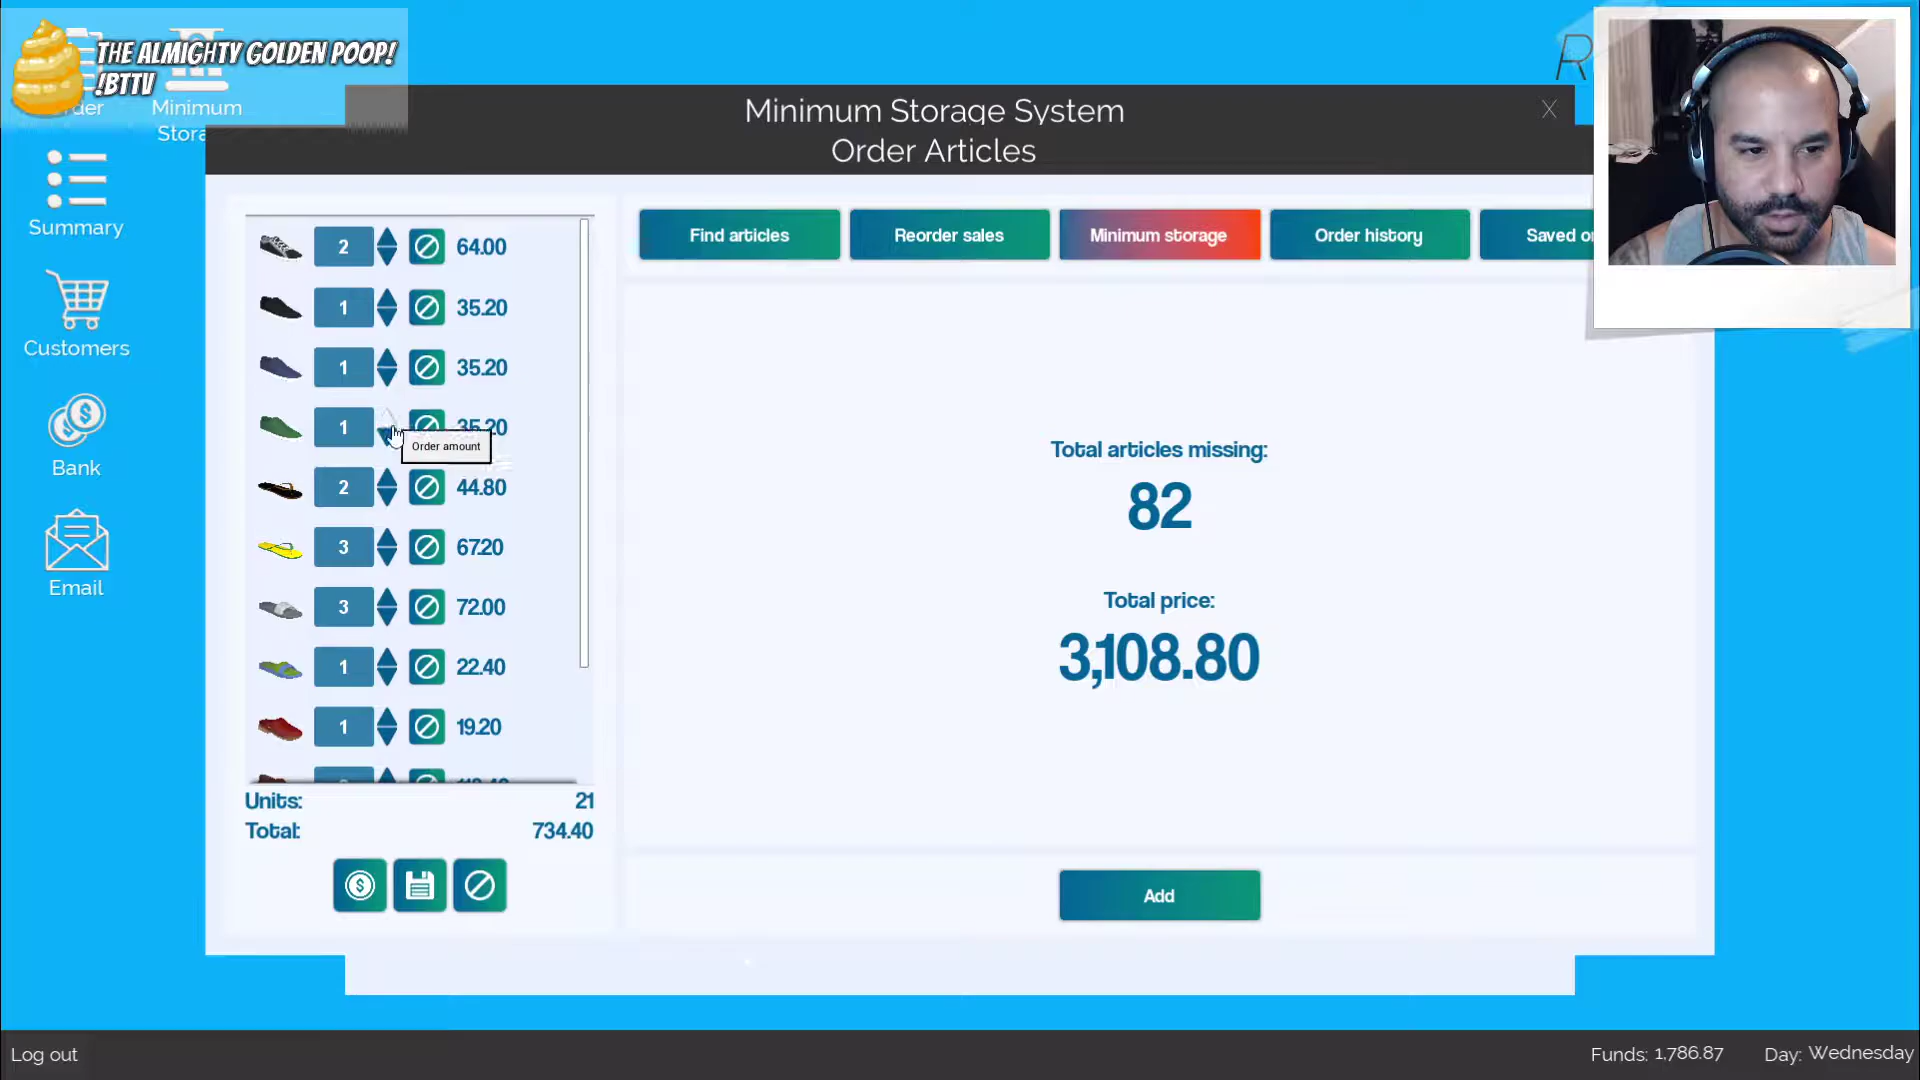 THE ALMIGHTY GOLDEN POOP!
!BTTV
Minimum
Summary
Customers
Bank
Email
Minimum Storage System
X
Order Articles
2 64.00
1 35.20
1 35.20
1 35.20
Order amount
2 44.80
3 67.20
3 72.00
1 22.40
1 19.20
Units: 21
Total: 734.40
Find articles
Reorder sales
Minimum storage
Order history
Saved
Total articles missing:
82
Total price:
3,108.80
Add
Log out
Funds: 1,786.87
Day: Wednesday